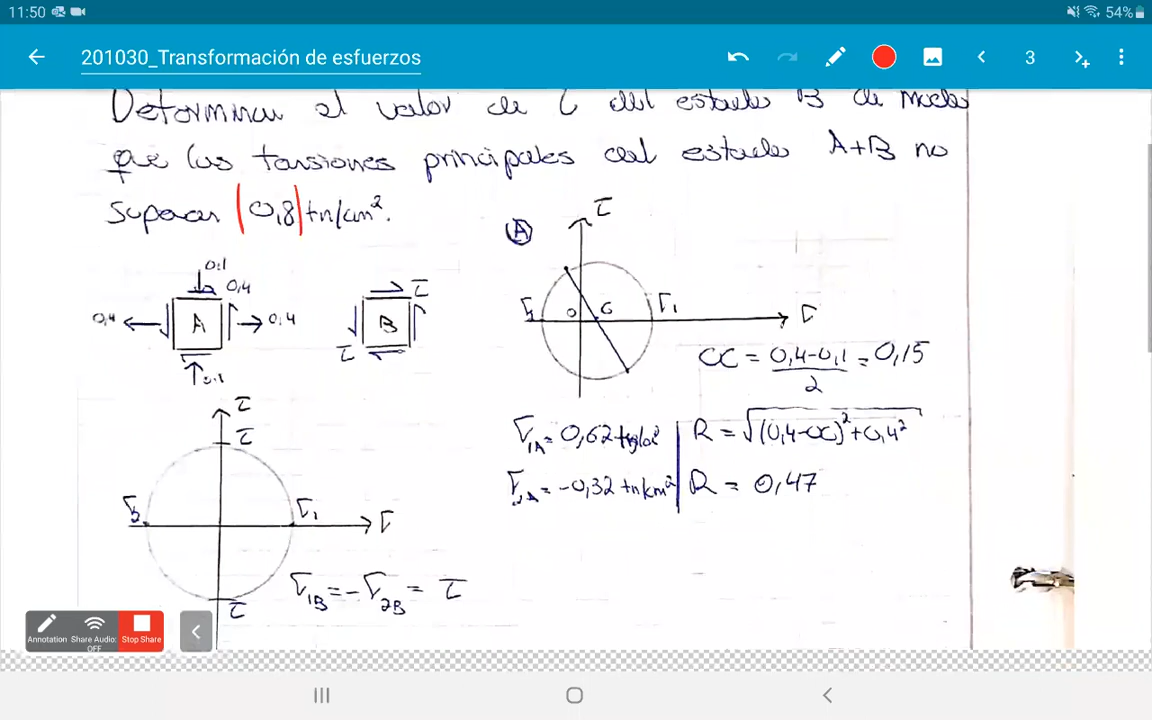 11:50
54%
201030_Transformación de esfuerzos
3
Determinar el valor de τ del estado B de modo
que las tensiones principales del estado A+B no
superen |0,8| tn/cm².
A
τ
0.1
0,4
τ
0,4
A
0,4
B
σ₂
O
C
σ₁
σ
τ
0.1
OC = 0,4-0,1 / 2 = 0,15
τ
τ
σ₁A = 0,62 tn/cm²
R = √(0,4-OC)²+0,4²
σ₂A = -0,32 tn/cm²
R = 0,47
σ₂
σ₁
σ
σ₁B = -σ₂B = τ
τ
Annotation
Share Audio: OFF
Stop Share